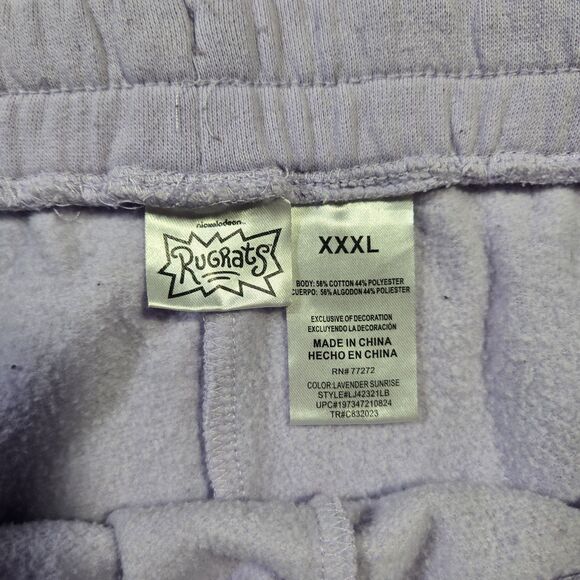 nickelodeon
RUGRATS
XXXL
BODY: 56% COTTON 44% POLYESTER
CUERPO: 56% ALGODON 44% POLIESTER
EXCLUSIVE OF DECORATION
EXCLUYENDO LA DECORACIÓN
MADE IN CHINA
HECHO EN CHINA
RN# 77272
COLOR:LAVENDER SUNRISE
STYLE#LJ42321LB
UPC#197347210824
TR#C832023